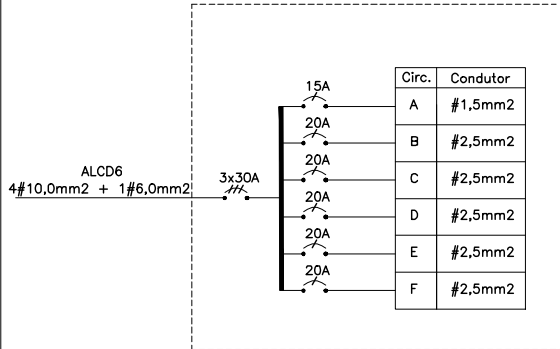 Circ. Condutor
15A
A #1,5mm2
20A
B #2,5mm2
20A
C #2,5mm2
ALCD6
4#10,0mm2 + 1#6,0mm2
3x30A
20A
D #2,5mm2
20A
E #2,5mm2
20A
F #2,5mm2